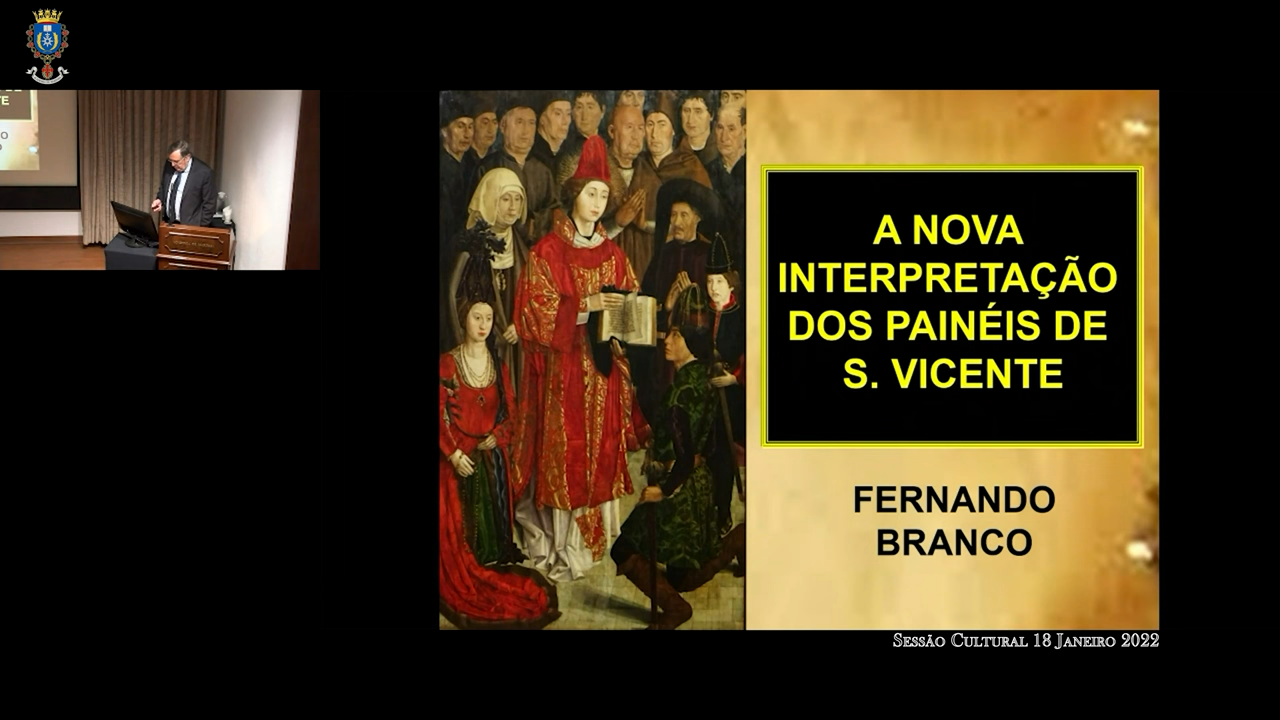 A NOVA
INTERPRETAÇÃO
DOS PAINÉIS DE
S. VICENTE
FERNANDO
BRANCO
Sessão Cultural 18 Janeiro 2022